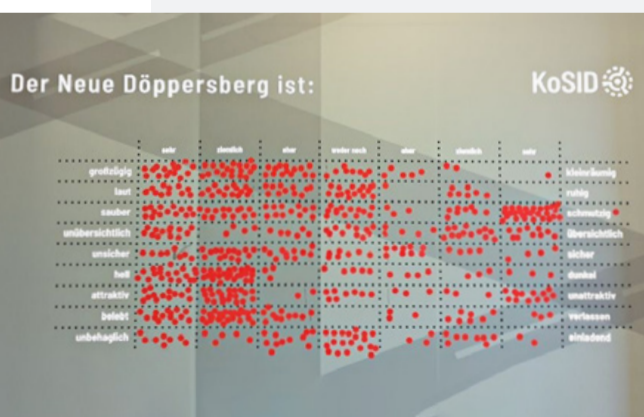 Der Neue Döppersberg ist:
KoSID
sehr ziemlich eher weder noch eher ziemlich sehr
großzügig kleinräumig
laut ruhig
sauber schmutzig
unübersichtlich übersichtlich
unsicher sicher
hell dunkel
attraktiv unattraktiv
belebt verlassen
unbehaglich einladend